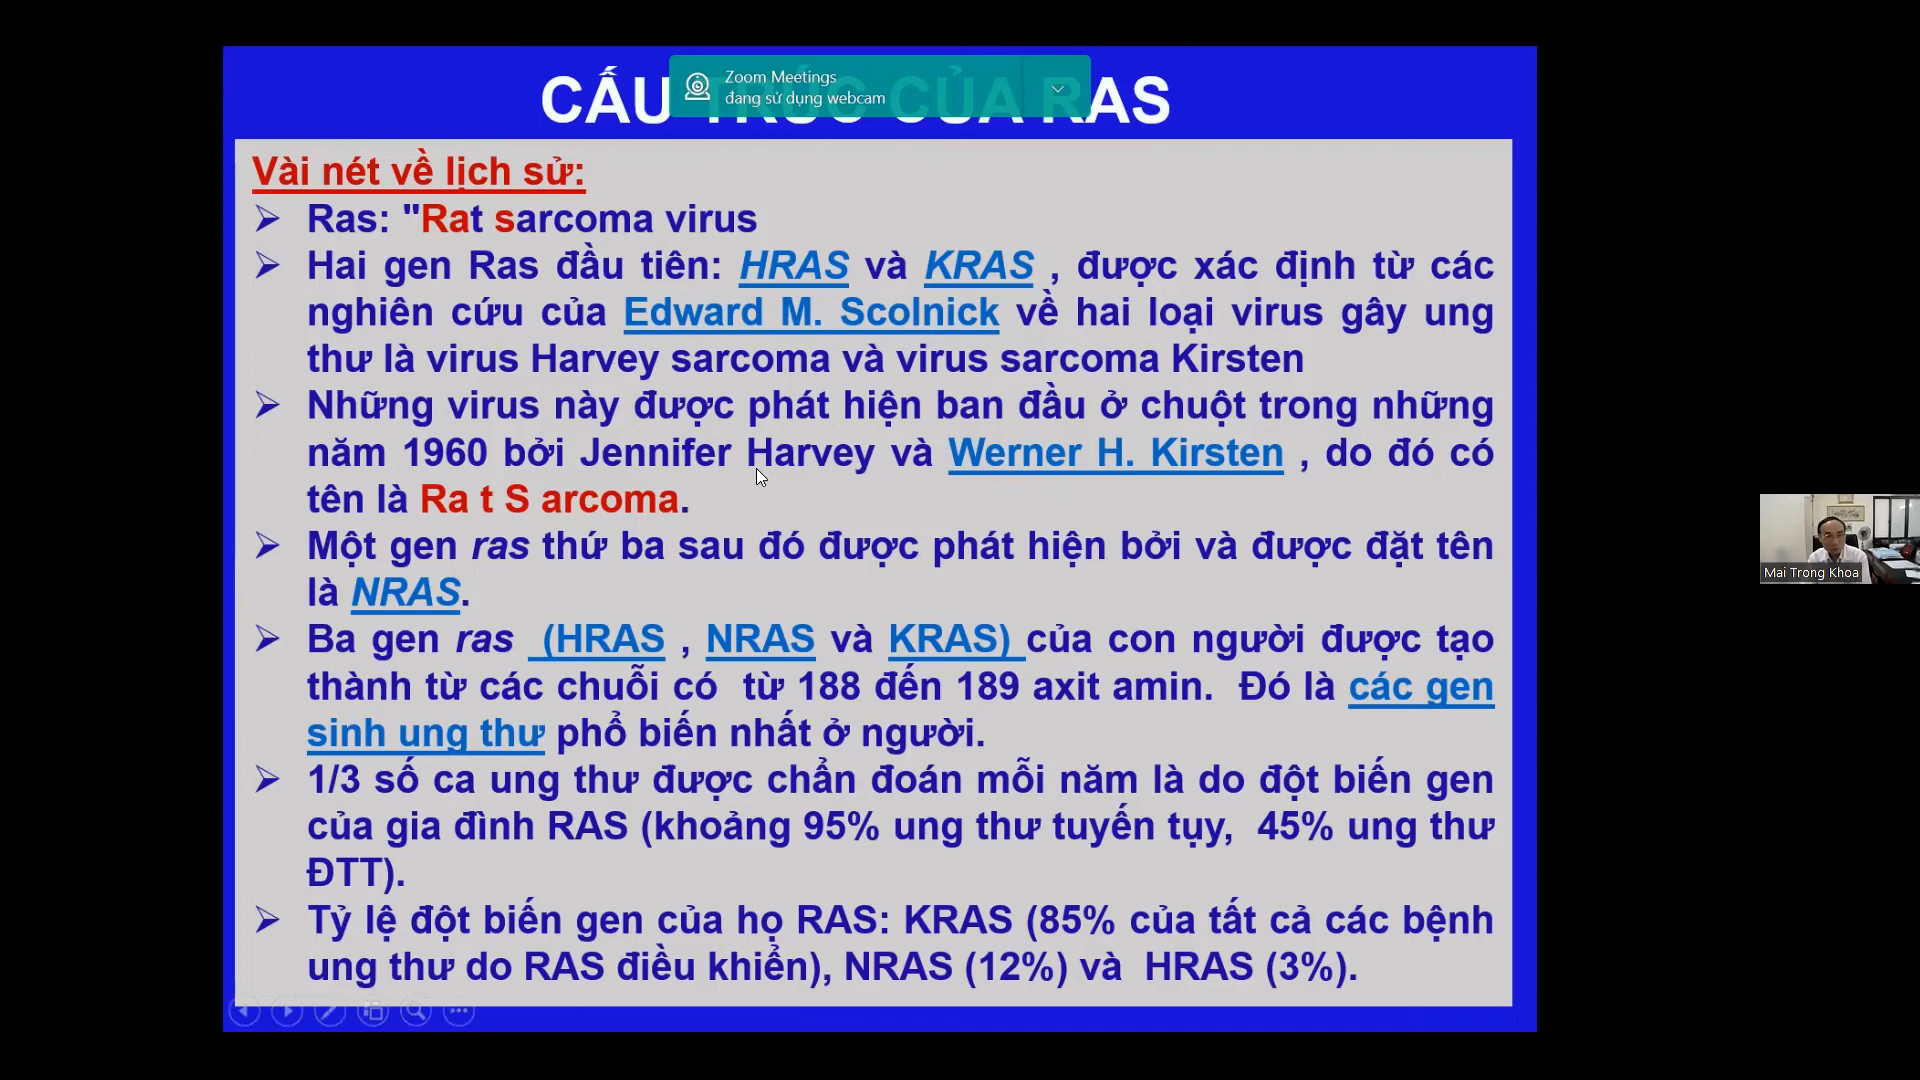 CẤU TRÚC CỦA RAS
Zoom Meetings
đang sử dụng webcam
Vài nét về lịch sử:
➢ Ras: "Rat sarcoma virus
➢ Hai gen Ras đầu tiên: HRAS và KRAS , được xác định từ các
nghiên cứu của Edward M. Scolnick về hai loại virus gây ung
thư là virus Harvey sarcoma và virus sarcoma Kirsten
➢ Những virus này được phát hiện ban đầu ở chuột trong những
năm 1960 bởi Jennifer Harvey và Werner H. Kirsten , do đó có
tên là Ra t S arcoma.
➢ Một gen ras thứ ba sau đó được phát hiện bởi và được đặt tên
là NRAS.
➢ Ba gen ras (HRAS , NRAS và KRAS) của con người được tạo
thành từ các chuỗi có từ 188 đến 189 axit amin. Đó là các gen
sinh ung thư phổ biến nhất ở người.
➢ 1/3 số ca ung thư được chẩn đoán mỗi năm là do đột biến gen
của gia đình RAS (khoảng 95% ung thư tuyến tụy, 45% ung thư
ĐTT).
➢ Tỷ lệ đột biến gen của họ RAS: KRAS (85% của tất cả các bệnh
ung thư do RAS điều khiển), NRAS (12%) và HRAS (3%).
Mai Trong Khoa